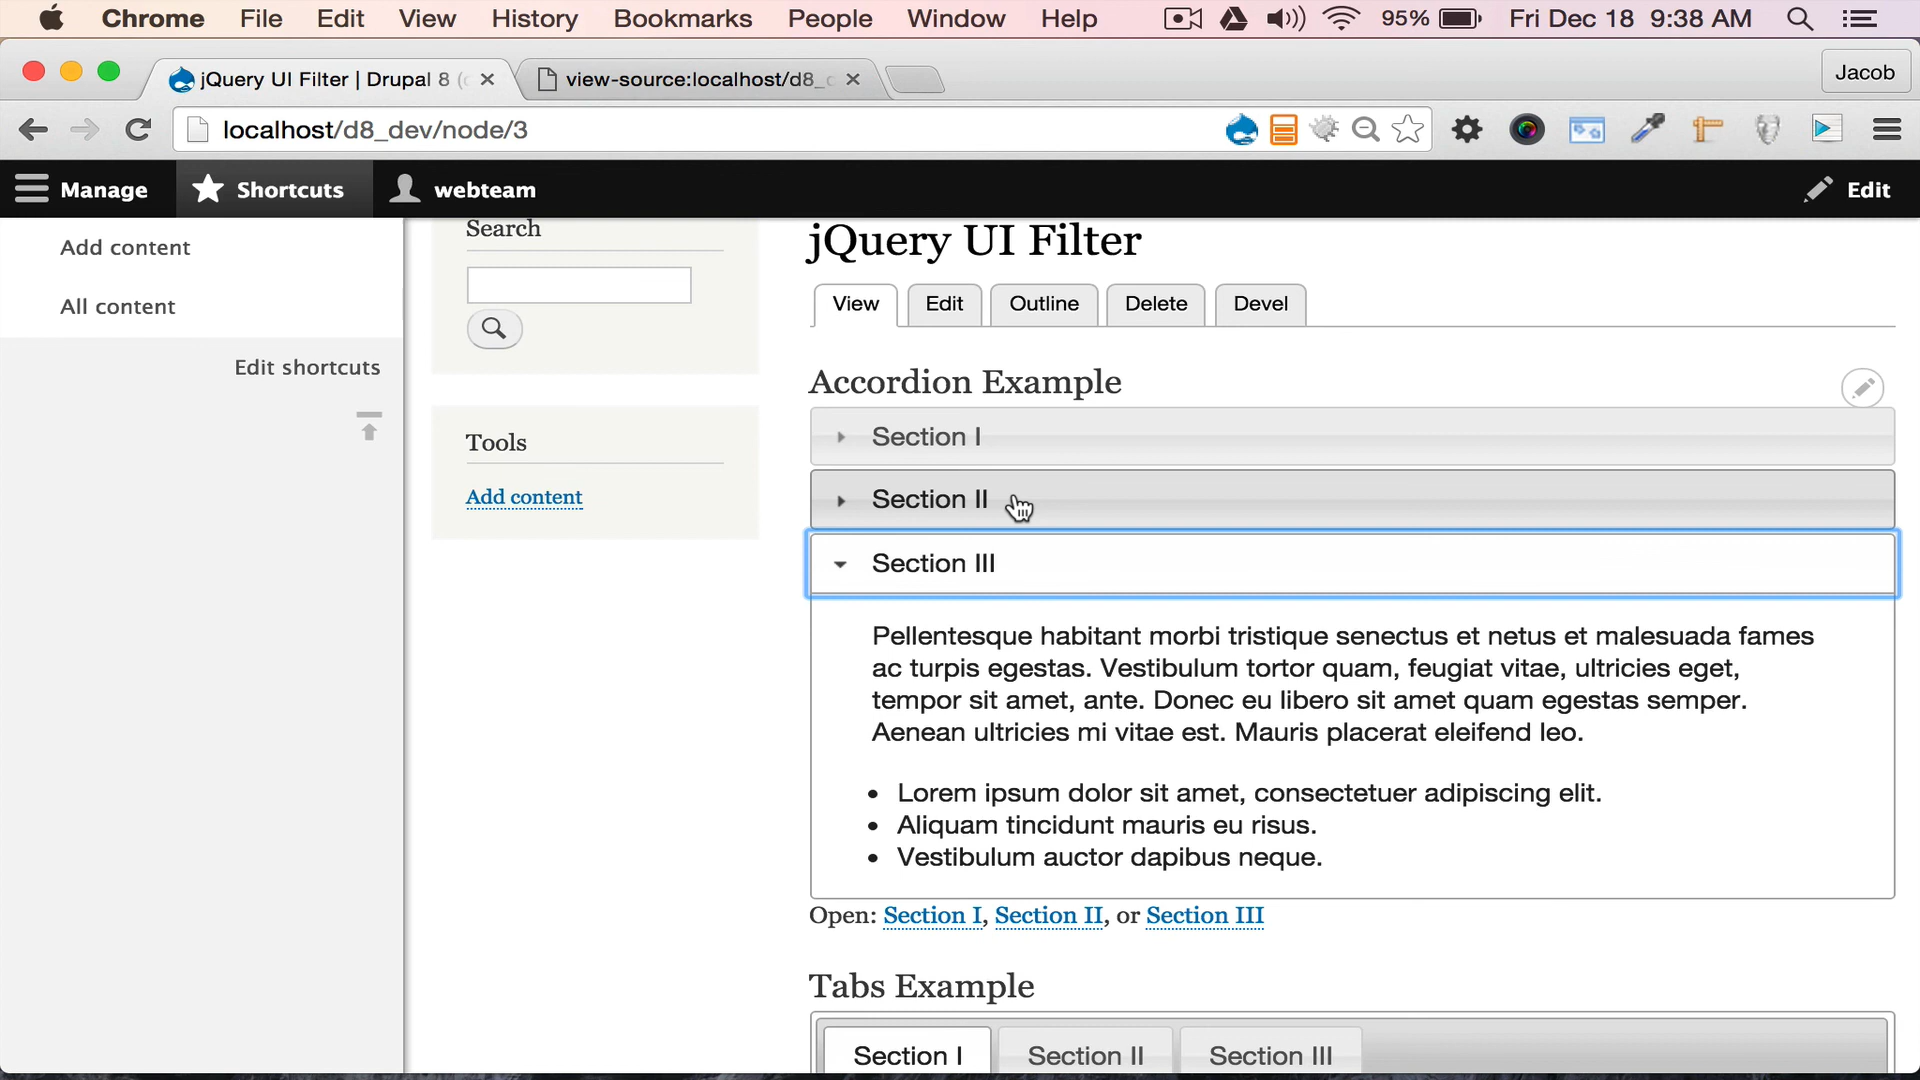 Chrome File Edit View History Bookmarks People Window Help 95% Fri Dec 18 9:38 AM
jQuery UI Filter | Drupal 8 (
view-source:localhost/d8_
Jacob
localhost/d8_dev/node/3
Manage Shortcuts webteam Edit
Add content
All content
Edit shortcuts
Search
Tools
Add content
jQuery UI Filter
View Edit Outline Delete Devel
Accordion Example
Section I
Section II
Section III
Pellentesque habitant morbi tristique senectus et netus et malesuada fames
ac turpis egestas. Vestibulum tortor quam, feugiat vitae, ultricies eget,
tempor sit amet, ante. Donec eu libero sit amet quam egestas semper.
Aenean ultricies mi vitae est. Mauris placerat eleifend leo.
• Lorem ipsum dolor sit amet, consectetuer adipiscing elit.
• Aliquam tincidunt mauris eu risus.
• Vestibulum auctor dapibus neque.
Open: Section I, Section II, or Section III
Tabs Example
Section I Section II Section III